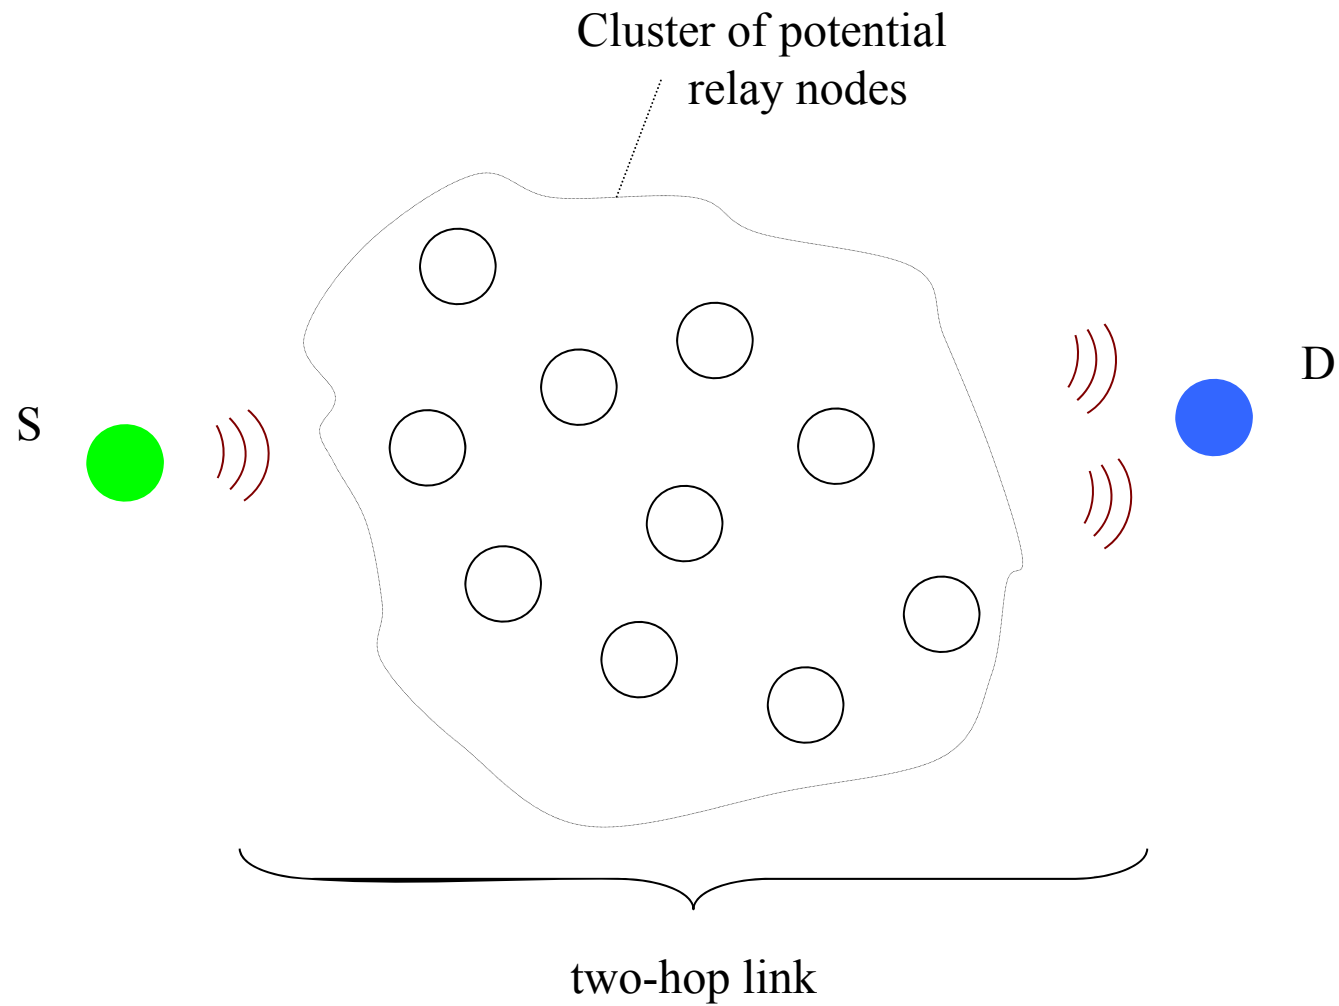 Cluster of potential
relay nodes
S
D
two-hop link